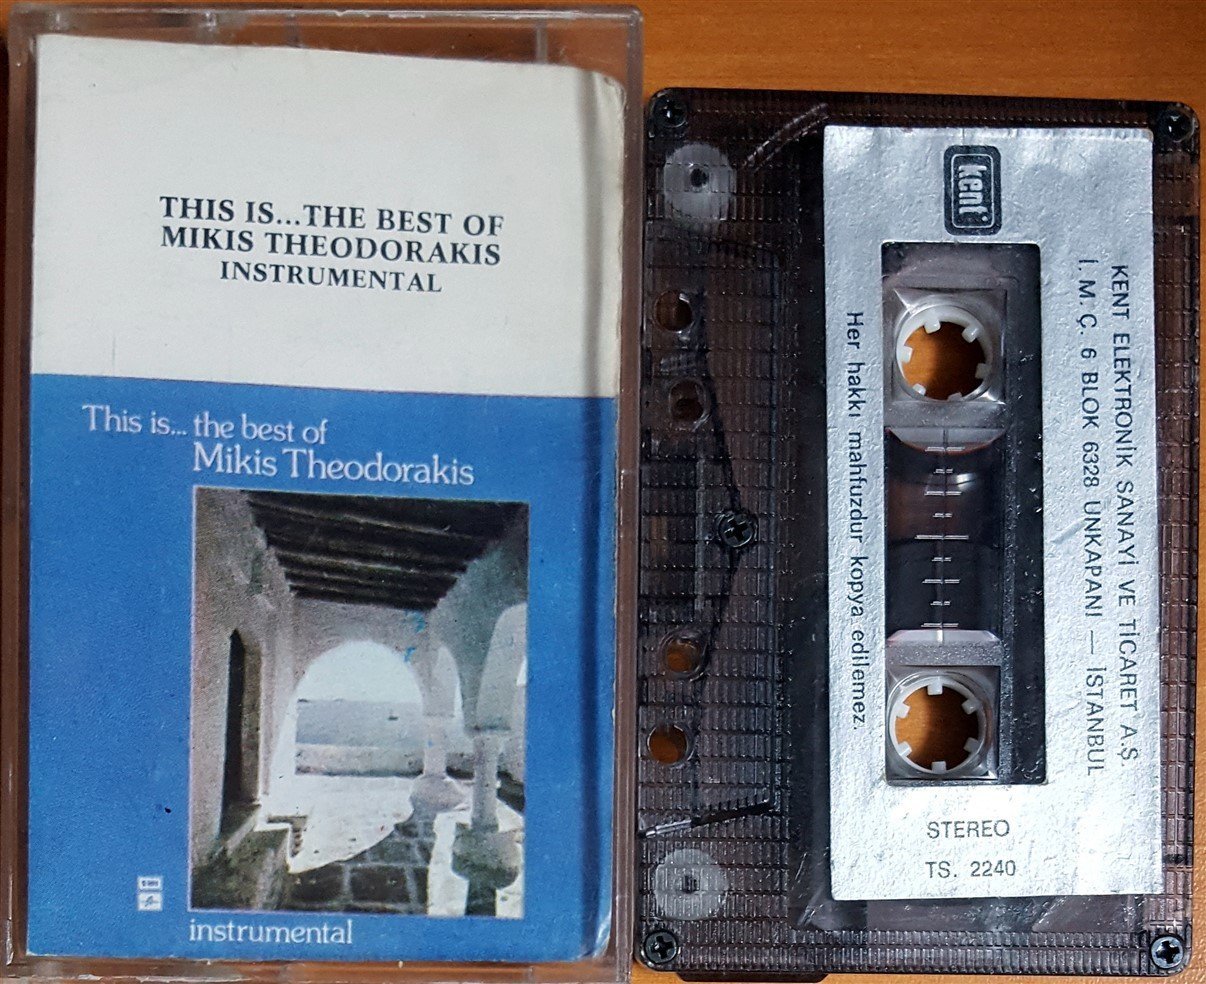 THIS IS...THE BEST OF
MIKIS THEODORAKIS
INSTRUMENTAL
This is... the best of
Mikis Theodorakis
instrumental
kent
KENT ELEKTRONİK SANAYİ VE TİCARET A.Ş.
İ. M. Ç. 6 BLOK 6328 UNKAPANI — İSTANBUL
Her hakkı mahfuzdur kopya edilemez.
STEREO
TS. 2240